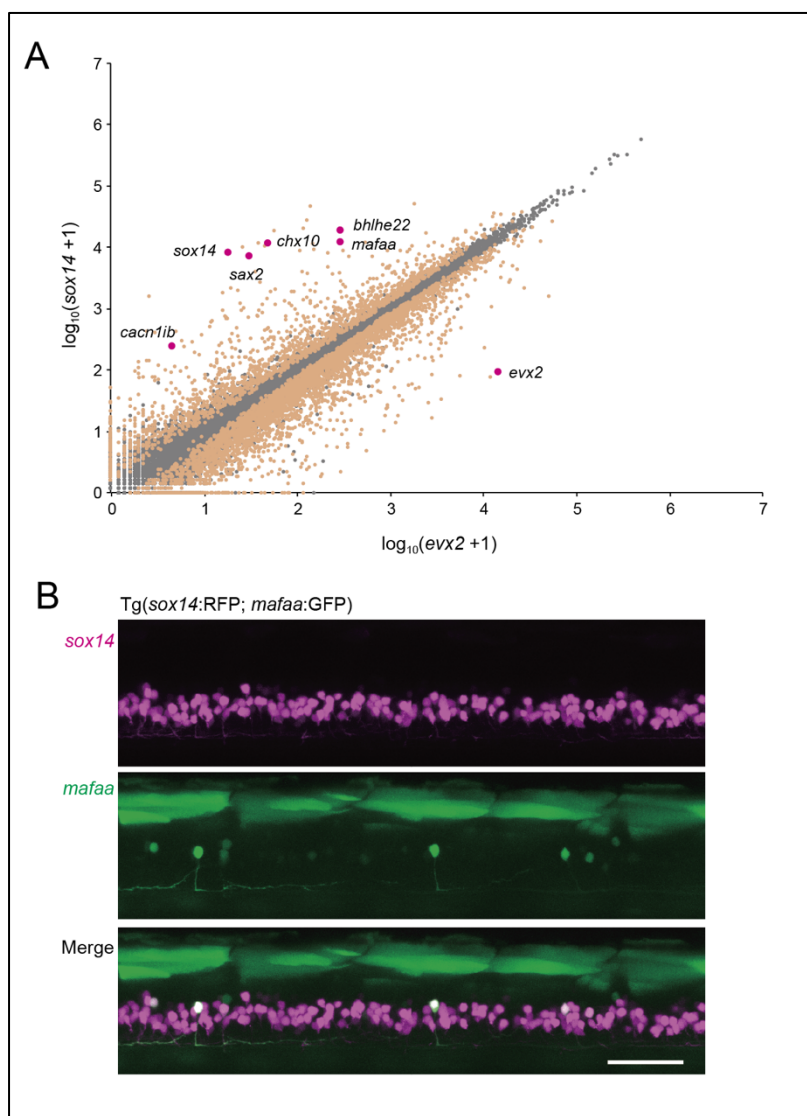 A
7
6
5
4
3
2
1
0
log10(sox14 +1)
bhlhe22
mafaa
chx10
sox14
sax2
cacn1ib
evx2
0 1 2 3 4 5 6 7
log10(evx2 +1)
B
Tg(sox14:RFP; mafaa:GFP)
sox14
mafaa
Merge